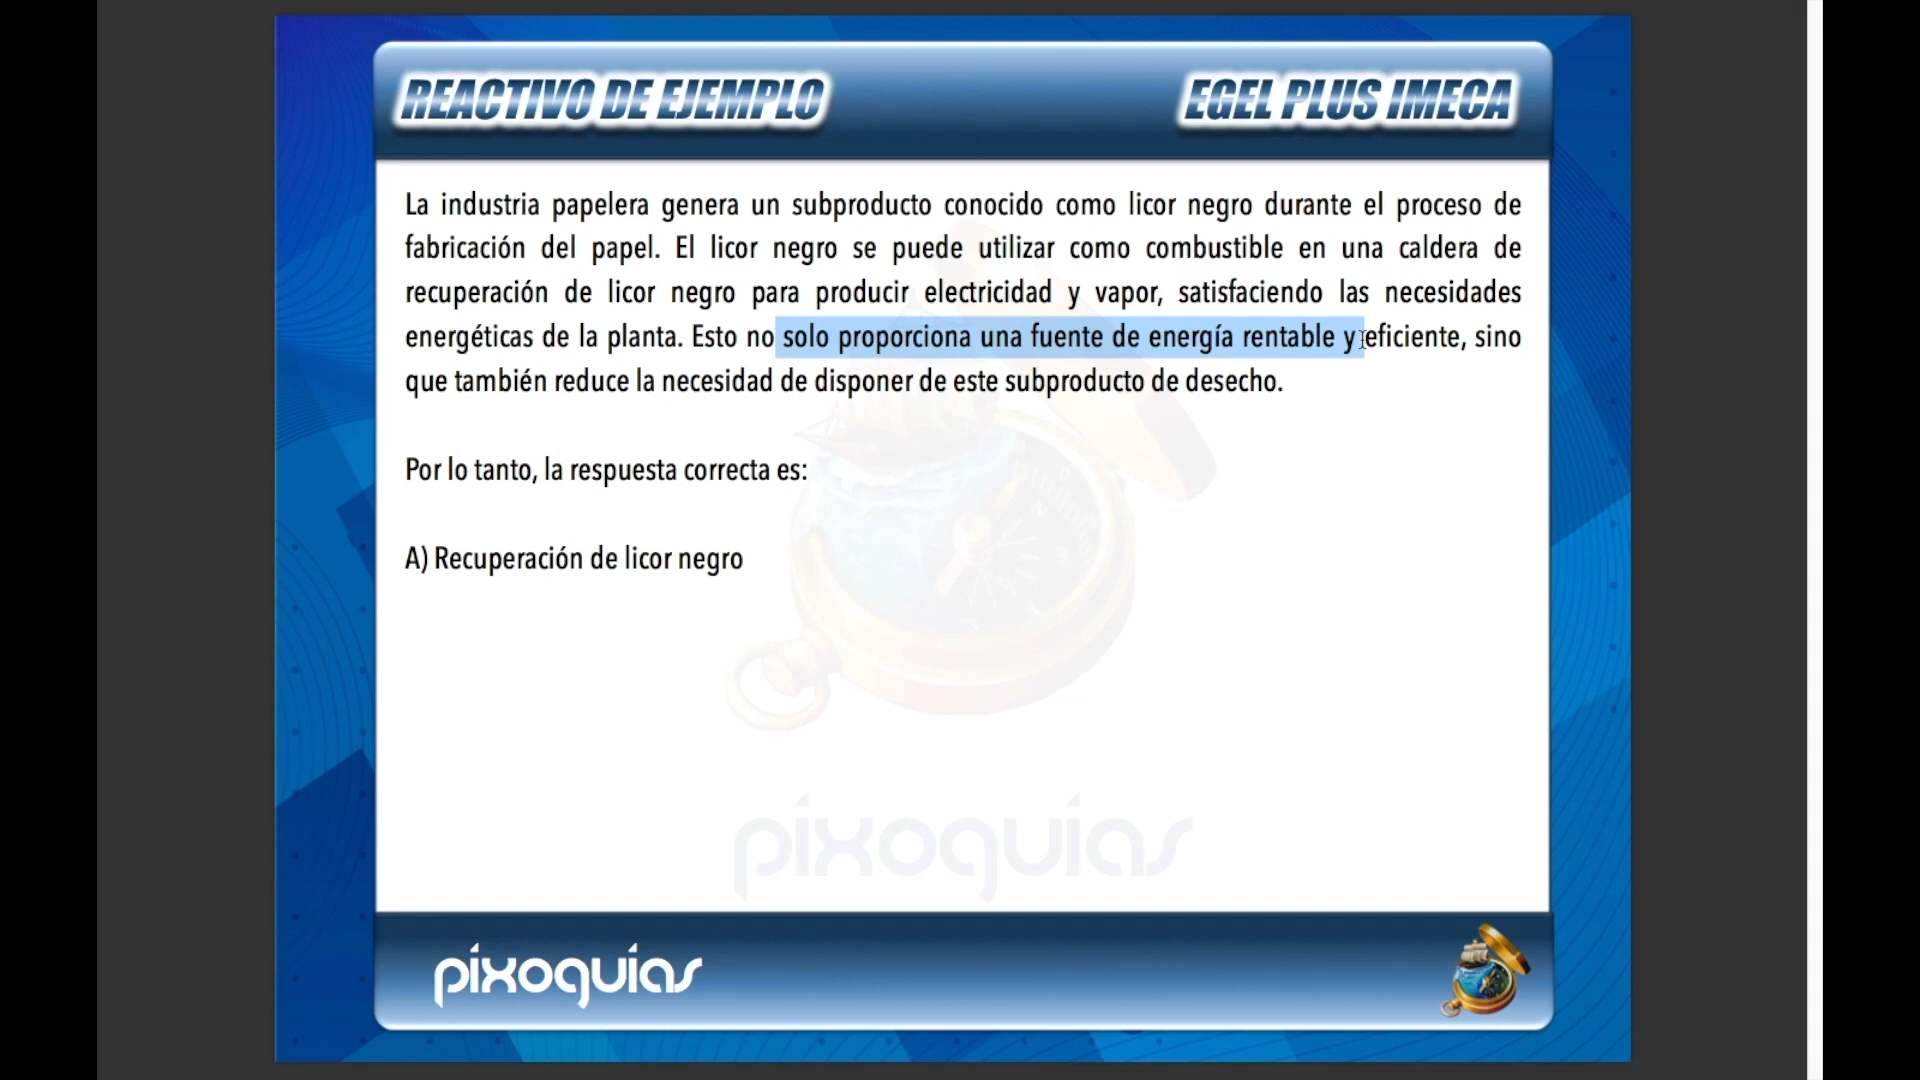 REACTIVO DE EJEMPLO
EGEL PLUS IMECA
La industria papelera genera un subproducto conocido como licor negro durante el proceso de
fabricación del papel. El licor negro se puede utilizar como combustible en una caldera de
recuperación de licor negro para producir electricidad y vapor, satisfaciendo las necesidades
energéticas de la planta. Esto no solo proporciona una fuente de energía rentable y eficiente, sino
que también reduce la necesidad de disponer de este subproducto de desecho.
Por lo tanto, la respuesta correcta es:
A) Recuperación de licor negro
pixoguías
pixoguías